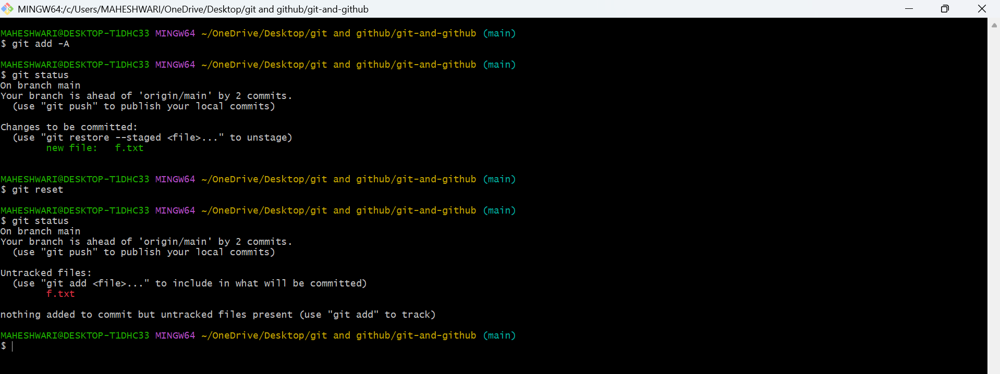 MINGW64:/c/Users/MAHESHWARI/OneDrive/Desktop/git and github/git-and-github
MAHESHWARI@DESKTOP-T1DHC33 MINGW64 ~/OneDrive/Desktop/git and github/git-and-github (main)
$ git add -A
MAHESHWARI@DESKTOP-T1DHC33 MINGW64 ~/OneDrive/Desktop/git and github/git-and-github (main)
$ git status
On branch main
Your branch is ahead of 'origin/main' by 2 commits.
  (use "git push" to publish your local commits)
Changes to be committed:
  (use "git restore --staged <file>..." to unstage)
        new file:   f.txt
MAHESHWARI@DESKTOP-T1DHC33 MINGW64 ~/OneDrive/Desktop/git and github/git-and-github (main)
$ git reset
MAHESHWARI@DESKTOP-T1DHC33 MINGW64 ~/OneDrive/Desktop/git and github/git-and-github (main)
$ git status
On branch main
Your branch is ahead of 'origin/main' by 2 commits.
  (use "git push" to publish your local commits)
Untracked files:
  (use "git add <file>..." to include in what will be committed)
        f.txt
nothing added to commit but untracked files present (use "git add" to track)
MAHESHWARI@DESKTOP-T1DHC33 MINGW64 ~/OneDrive/Desktop/git and github/git-and-github (main)
$